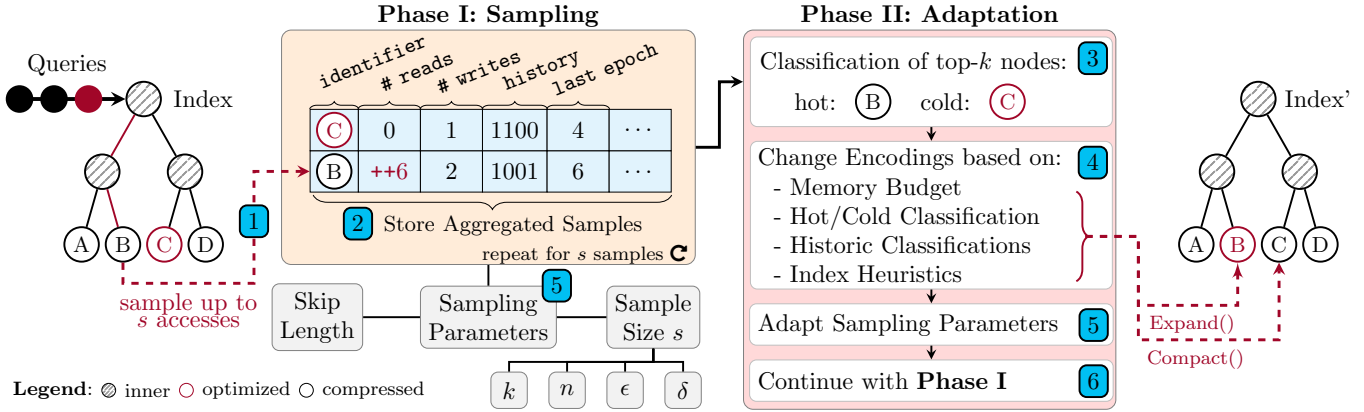 Phase I: Sampling
Phase II: Adaptation
Queries
Index
A
B
C
D
1
sample up to
s accesses
identifier
# reads
# writes
history
last epoch
C 0 1 1100 4 ···
B ++6 2 1001 6 ···
2 Store Aggregated Samples
repeat for s samples
Skip
Length
Sampling
Parameters
5
Sample
Size s
k
n
ϵ
δ
Legend: inner optimized compressed
Classification of top-k nodes: 3
hot: B cold: C
Change Encodings based on: 4
- Memory Budget
- Hot/Cold Classification
- Historic Classifications
- Index Heuristics
Adapt Sampling Parameters 5
Continue with Phase I 6
Index'
A
B
C
D
Expand()
Compact()